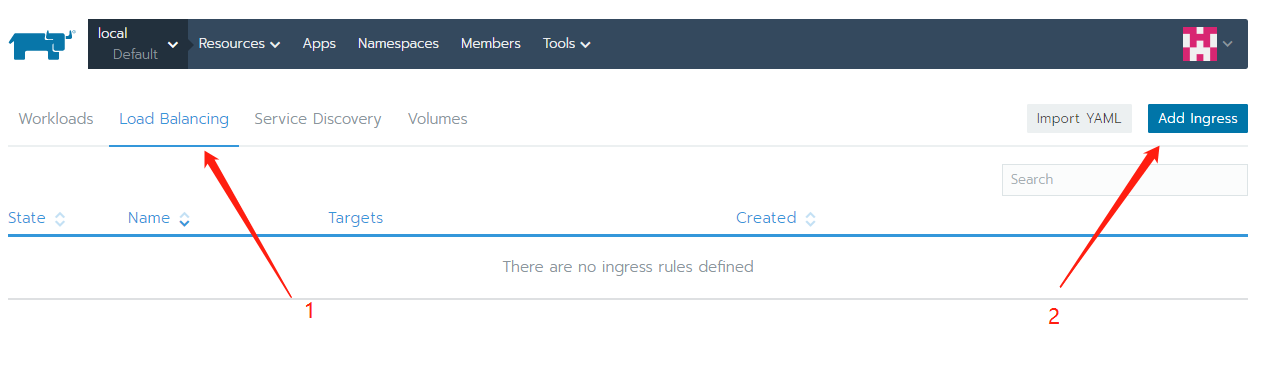 local
Default
Resources Apps Namespaces Members Tools
Workloads Load Balancing Service Discovery Volumes Import YAML Add Ingress
Search
State Name Targets Created
There are no ingress rules defined
1
2